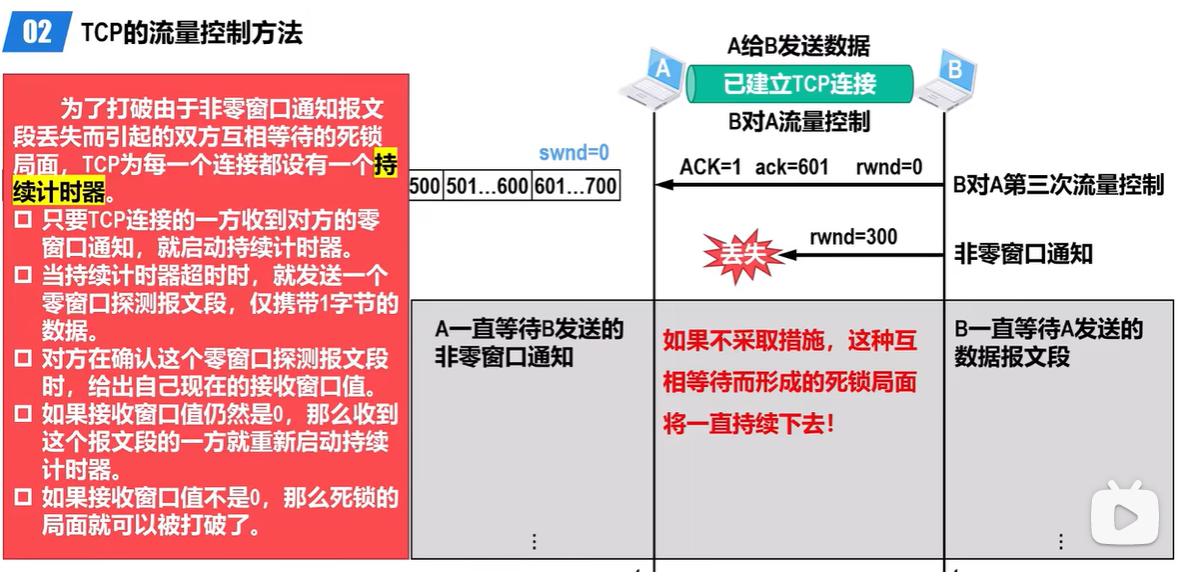 02 TCP的流量控制方法
为了打破由于非零窗口通知报文
段丢失而引起的双方互相等待的死锁
局面，TCP为每一个连接都设有一个持
续计时器。
只要TCP连接的一方收到对方的零
窗口通知，就启动持续计时器。
当持续计时器超时时，就发送一个
零窗口探测报文段，仅携带1字节的
数据。
对方在确认这个零窗口探测报文段
时，给出自己现在的接收窗口值。
如果接收窗口值仍然是0，那么收到
这个报文段的一方就重新启动持续
计时器。
如果接收窗口值不是0，那么死锁的
局面就可以被打破了。
A给B发送数据
A
已建立TCP连接
B
B对A流量控制
swnd=0
500 501...600 601...700
ACK=1 ack=601 rwnd=0
B对A第三次流量控制
rwnd=300
丢失
非零窗口通知
A一直等待B发送的
非零窗口通知
如果不采取措施，这种互
相等待而形成的死锁局面
将一直持续下去！
B一直等待A发送的
数据报文段